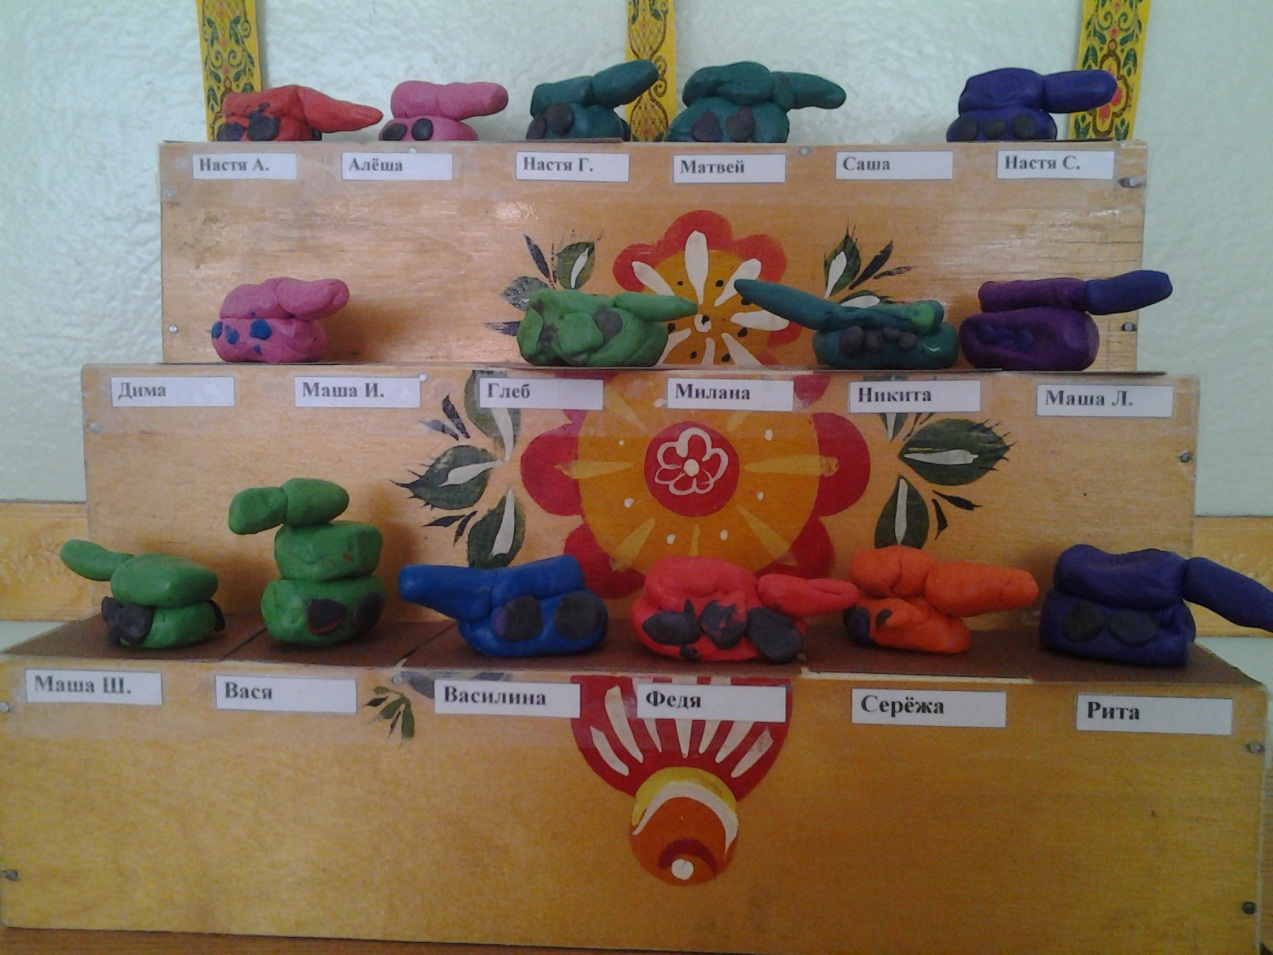 Настя А. Алёша Настя Г. Матвей Саша Настя С.
Дима Маша И. Глеб Милана Никита Маша Л.
Маша Ш. Вася Василина Федя Серёжа Рита